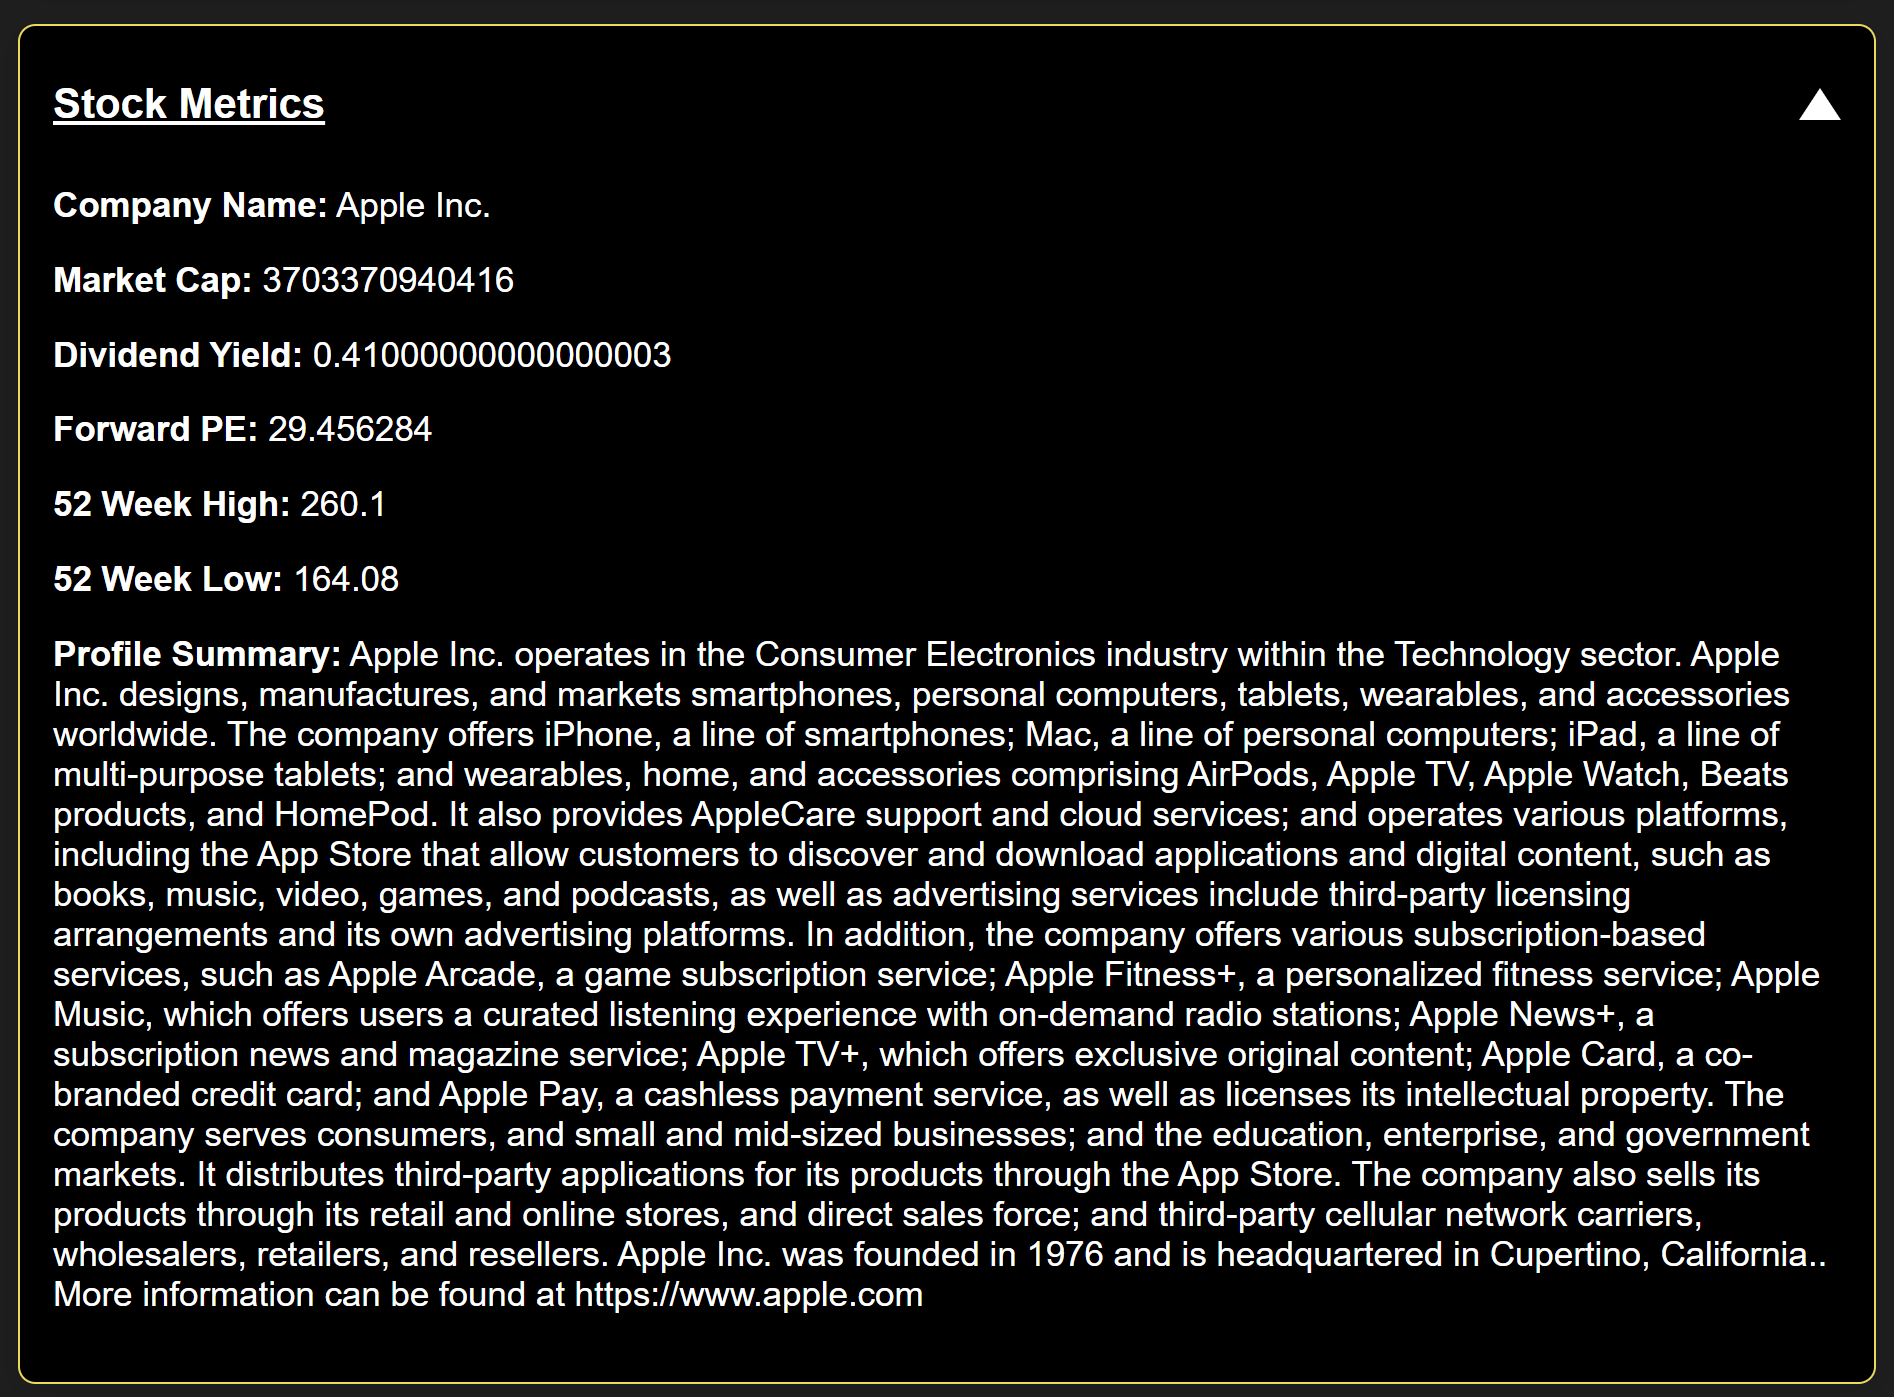 Stock Metrics
Company Name: Apple Inc.
Market Cap: 3703370940416
Dividend Yield: 0.41000000000000003
Forward PE: 29.456284
52 Week High: 260.1
52 Week Low: 164.08
Profile Summary: Apple Inc. operates in the Consumer Electronics industry within the Technology sector. Apple
Inc. designs, manufactures, and markets smartphones, personal computers, tablets, wearables, and accessories
worldwide. The company offers iPhone, a line of smartphones; Mac, a line of personal computers; iPad, a line of
multi-purpose tablets; and wearables, home, and accessories comprising AirPods, Apple TV, Apple Watch, Beats
products, and HomePod. It also provides AppleCare support and cloud services; and operates various platforms,
including the App Store that allow customers to discover and download applications and digital content, such as
books, music, video, games, and podcasts, as well as advertising services include third-party licensing
arrangements and its own advertising platforms. In addition, the company offers various subscription-based
services, such as Apple Arcade, a game subscription service; Apple Fitness+, a personalized fitness service; Apple
Music, which offers users a curated listening experience with on-demand radio stations; Apple News+, a
subscription news and magazine service; Apple TV+, which offers exclusive original content; Apple Card, a co-
branded credit card; and Apple Pay, a cashless payment service, as well as licenses its intellectual property. The
company serves consumers, and small and mid-sized businesses; and the education, enterprise, and government
markets. It distributes third-party applications for its products through the App Store. The company also sells its
products through its retail and online stores, and direct sales force; and third-party cellular network carriers,
wholesalers, retailers, and resellers. Apple Inc. was founded in 1976 and is headquartered in Cupertino, California..
More information can be found at https://www.apple.com